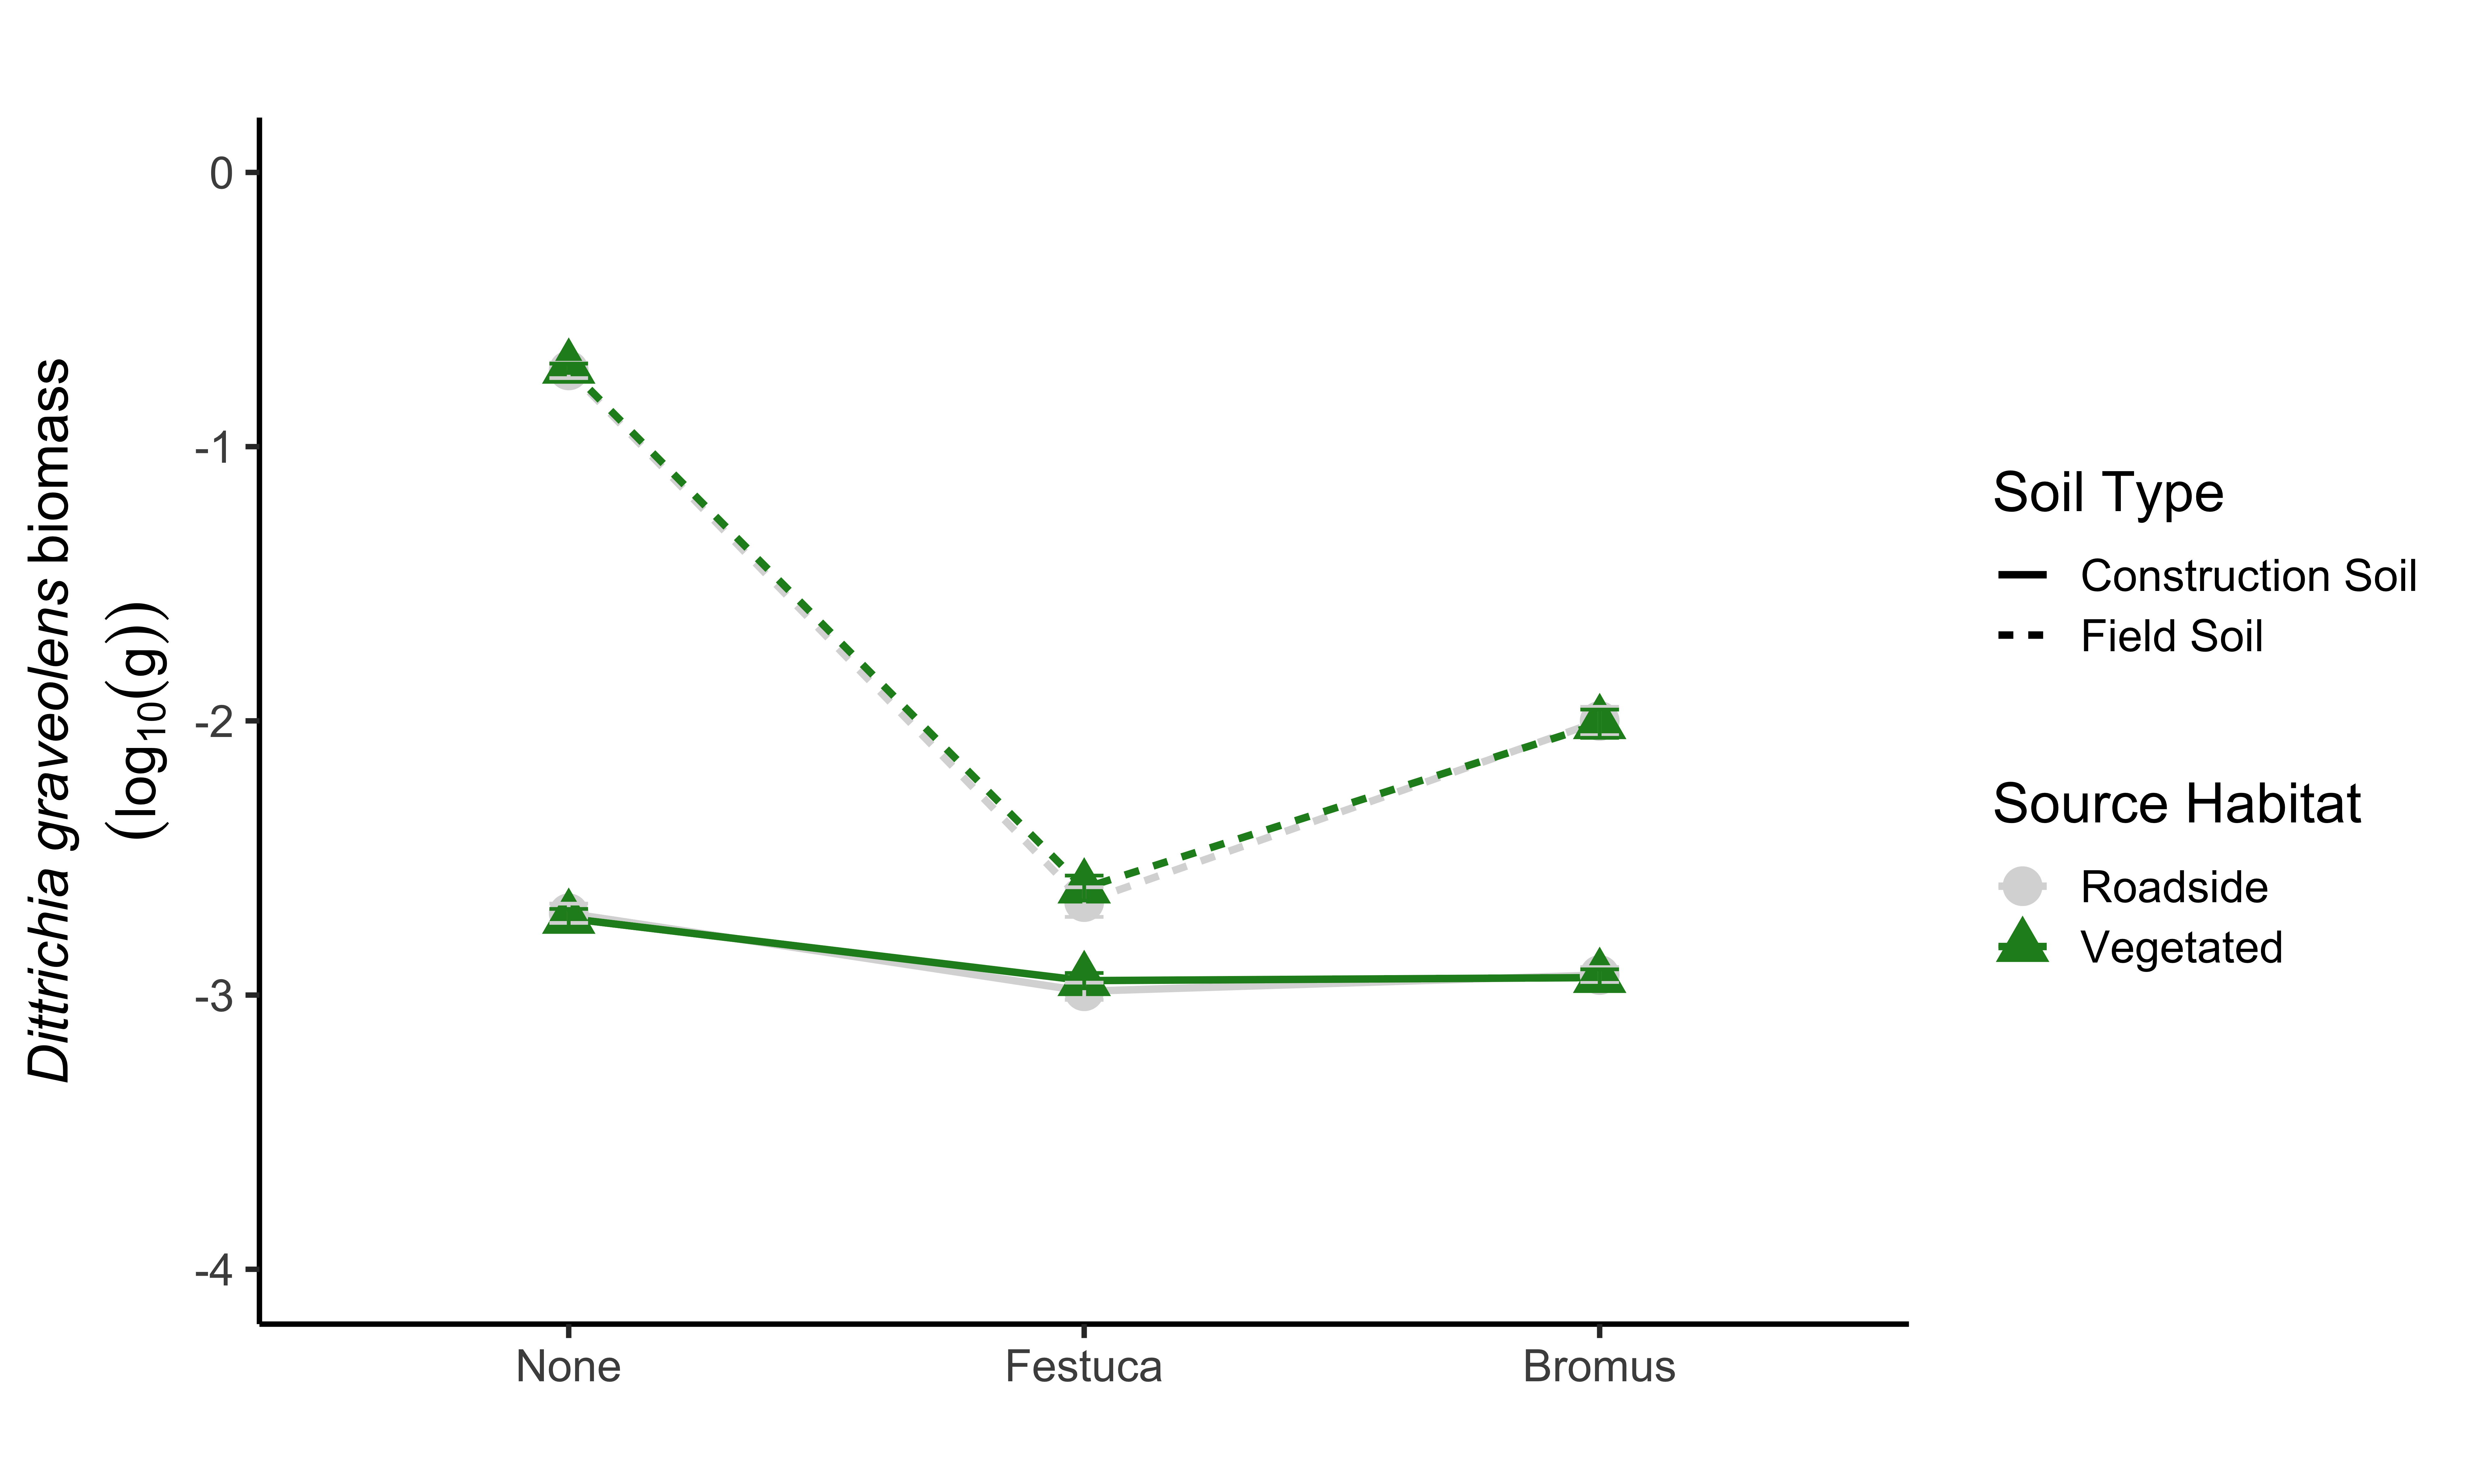 Dittrichia graveolens biomass
(log₁₀(g))
0
-1
-2
-3
-4
None
Festuca
Bromus
Soil Type
Construction Soil
Field Soil
Source Habitat
Roadside
Vegetated